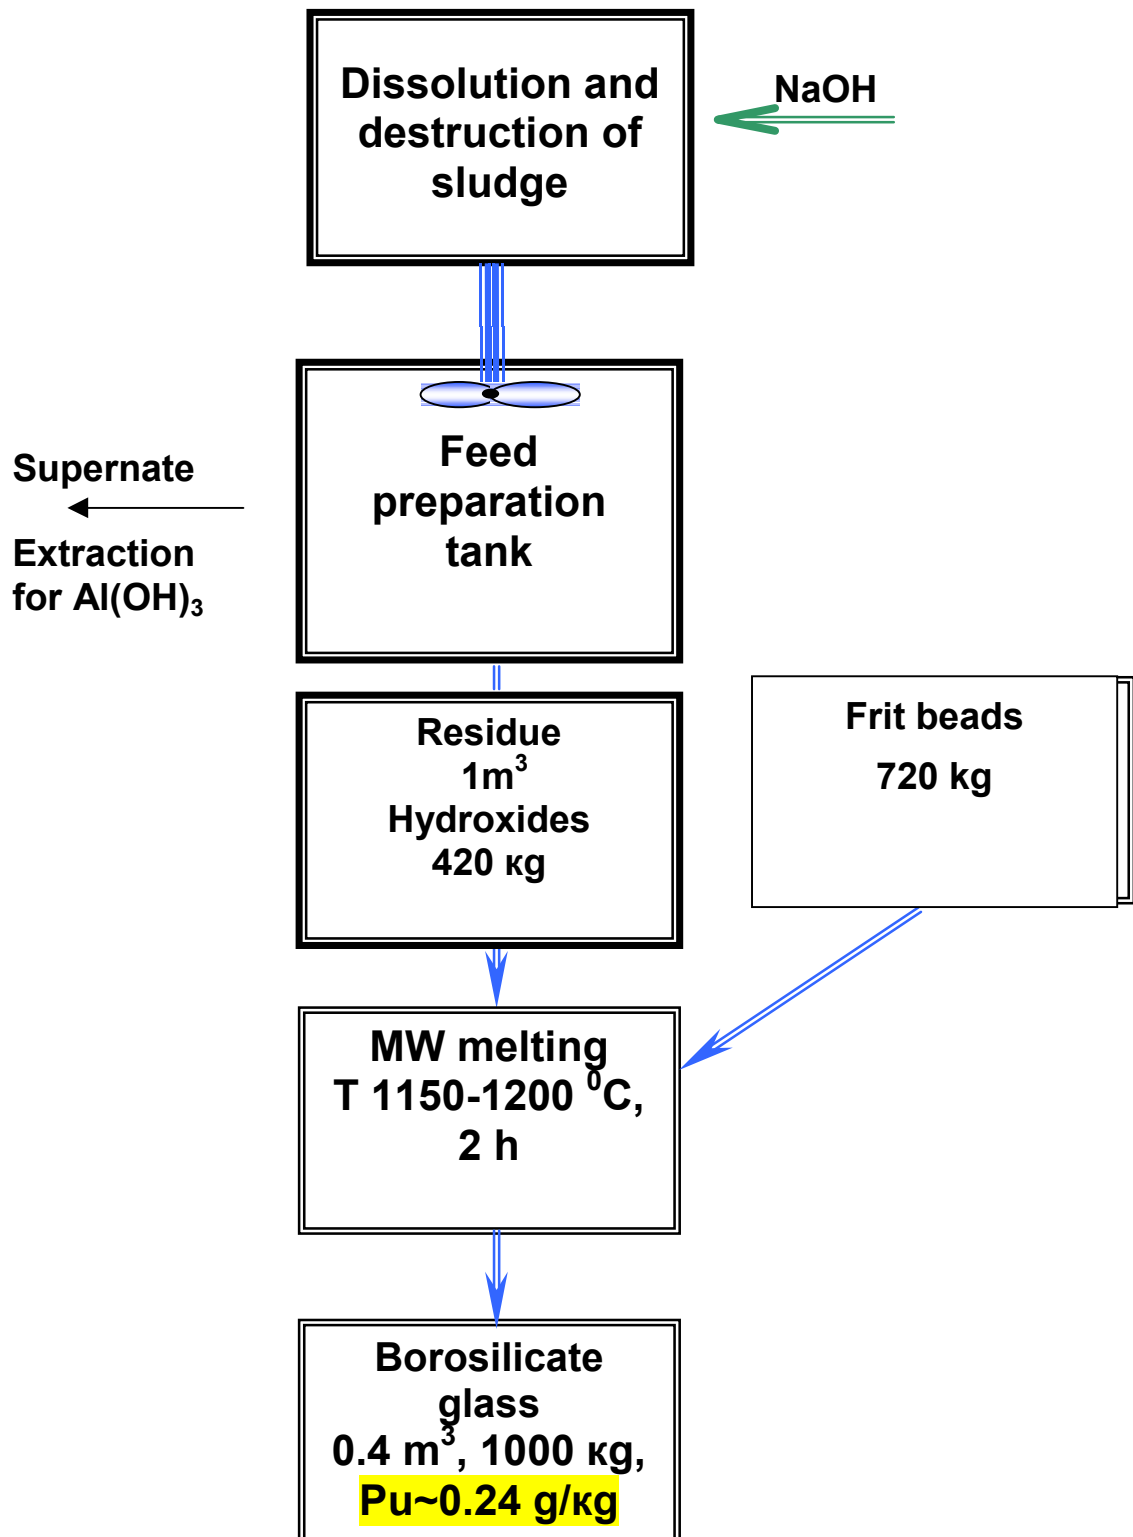 Dissolution and
destruction of
sludge
NaOH
Feed
preparation
tank
Supernate
Extraction
for Al(OH)₃
Residue
1m³
Hydroxides
420 кg
Frit beads
720 kg
MW melting
T 1150-1200 ⁰C,
2 h
Borosilicate
glass
0.4 m³, 1000 кg,
Pu~0.24 g/кg